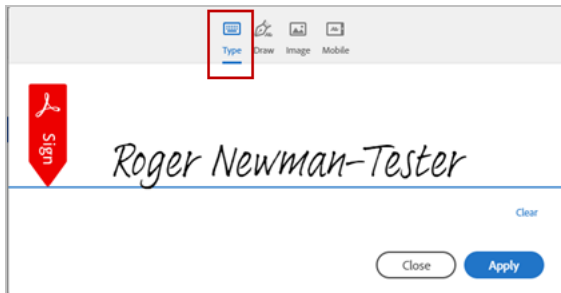 Type Draw Image Mobile
Sign
Roger Newman-Tester
Clear
Close Apply